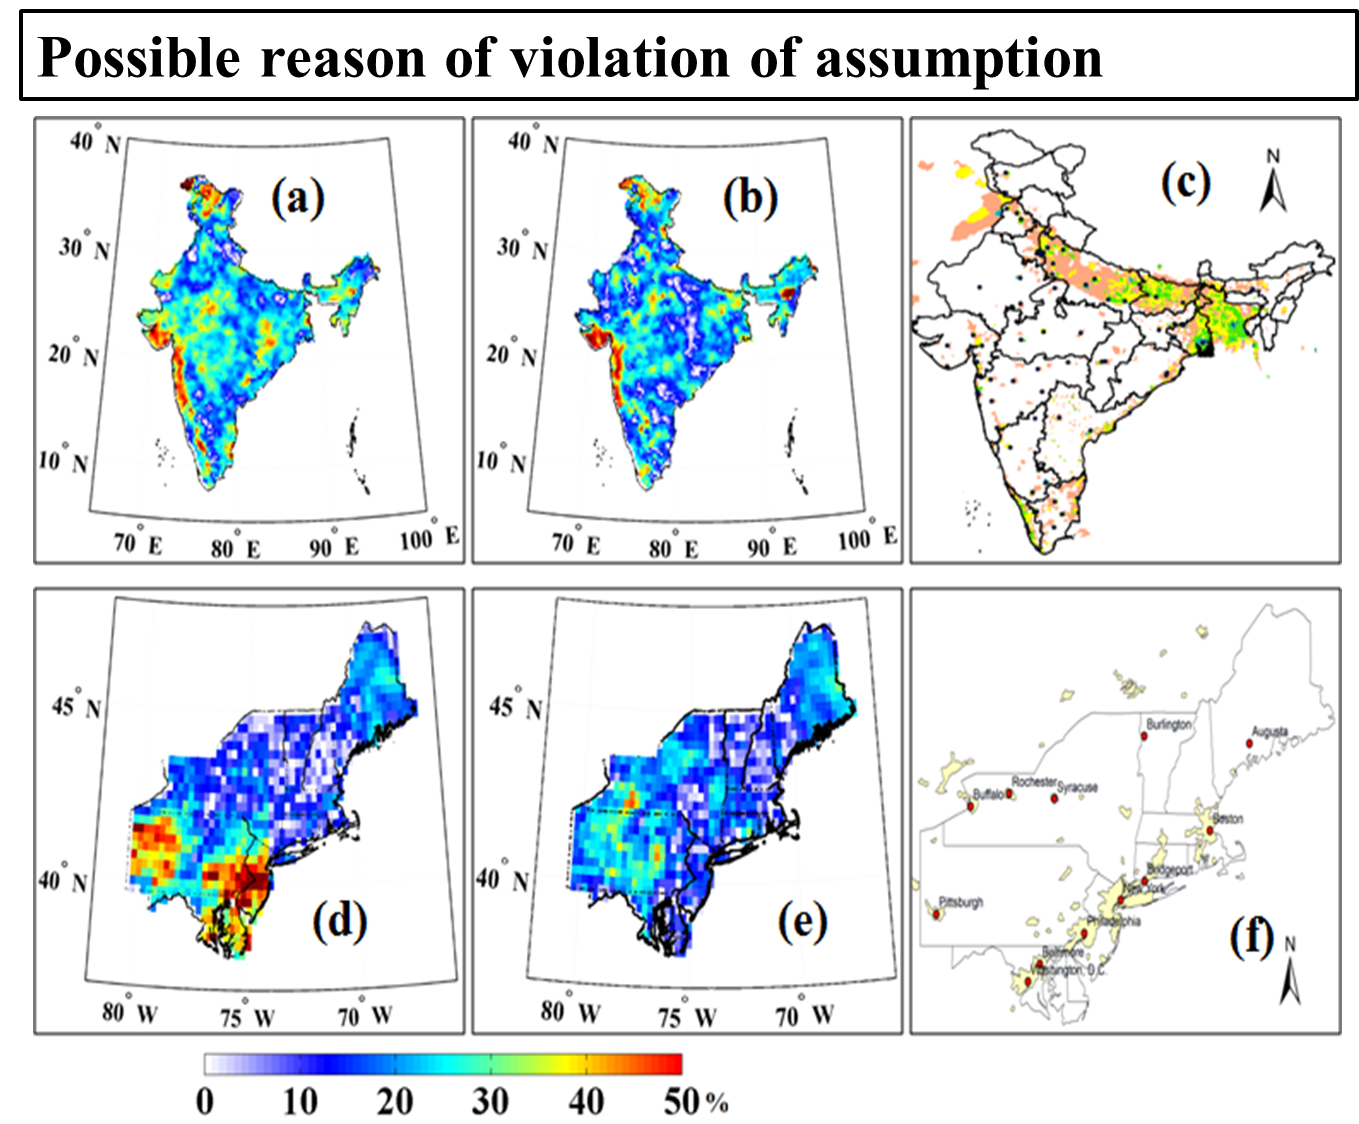 Possible reason of violation of assumption
40° N
30° N
20° N
10° N
70° E
80° E
90° E
100° E
(a)
40° N
30° N
20° N
10° N
70° E
80° E
90° E
100° E
(b)
(c)
N
45° N
40° N
80° W
75° W
70° W
(d)
45° N
40° N
80° W
75° W
70° W
(e)
Burlington
Augusta
Rochester
Syracuse
Buffalo
Boston
Bridgeport
New York
Pittsburgh
Philadelphia
Baltimore
Washington, D.C.
(f)
N
0 10 20 30 40 50 %